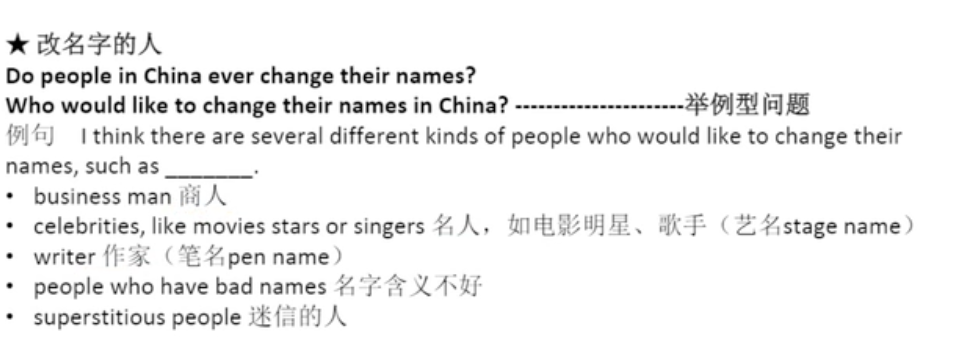 ★ 改名字的人
Do people in China ever change their names?
Who would like to change their names in China? ----------------------举例型问题
例句 I think there are several different kinds of people who would like to change their
names, such as ________.
• business man 商人
• celebrities, like movies stars or singers 名人，如电影明星、歌手（艺名stage name）
• writer 作家（笔名pen name）
• people who have bad names 名字含义不好
• superstitious people 迷信的人